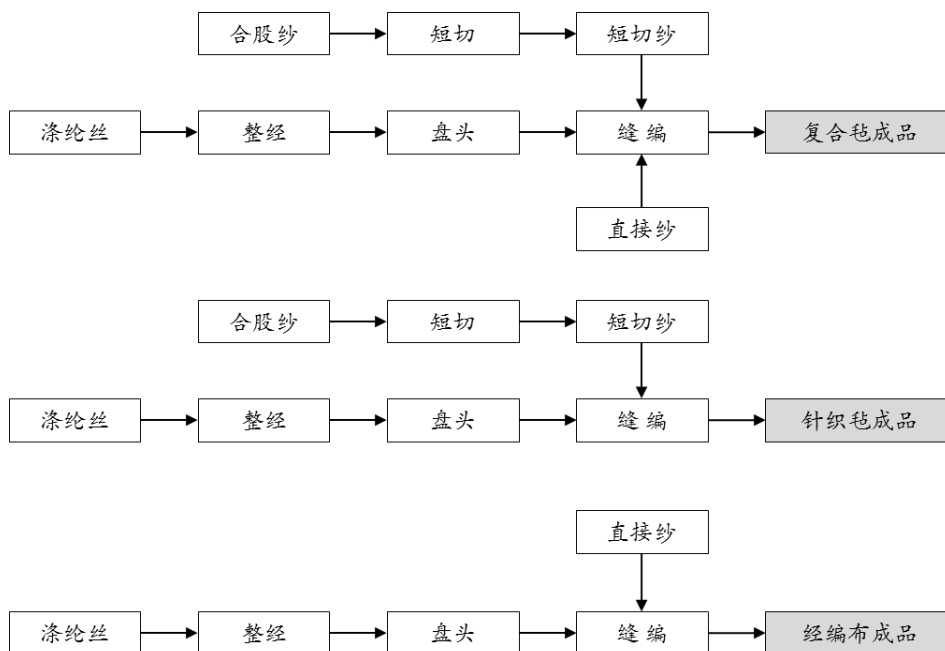 合股纱 短切 短切纱
涤纶丝 整经 盘头 缝编 复合毡成品
直接纱
合股纱 短切 短切纱
涤纶丝 整经 盘头 缝编 针织毡成品
直接纱
涤纶丝 整经 盘头 缝编 经编布成品